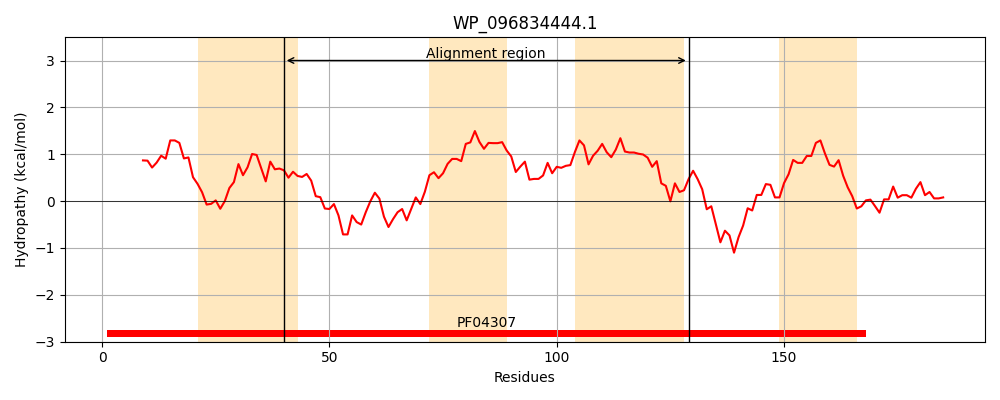 WP_096834444.1
Alignment region
3
2
1
0
−1
−2
−3
Hydropathy (kcal/mol)
PF04307
0
50
100
150
Residues